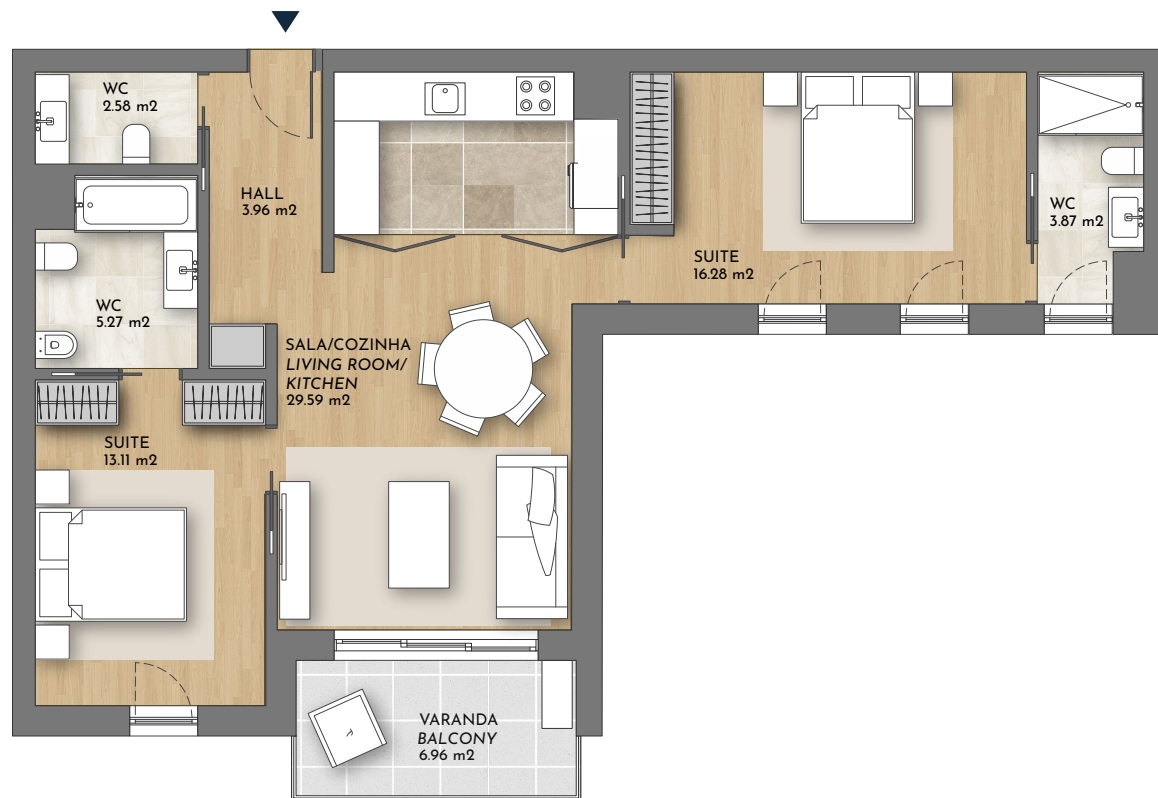 WC
2.58 m2
HALL
3.96 m2
WC
3.87 m2
SUITE
16.28 m2
WC
5.27 m2
SALA/COZINHA
LIVING ROOM/
KITCHEN
29.59 m2
SUITE
13.11 m2
VARANDA
BALCONY
6.96 m2